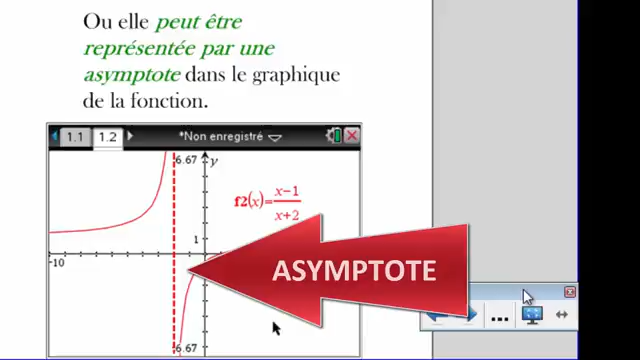 Ou elle peut être
représentée par une
asymptote dans le graphique
de la fonction.
1.1 1.2 *Non enregistré
6.67 y
f2(x)=x-1/x+2
1
-10
ASYMPTOTE
...
-6.67